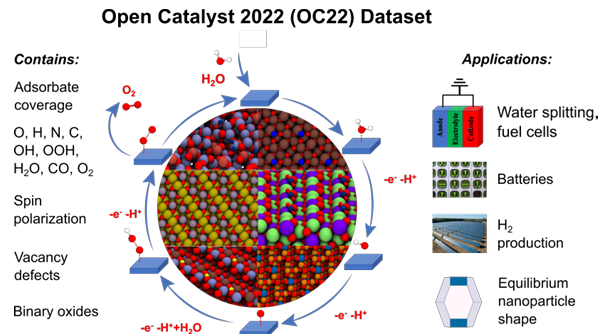 Open Catalyst 2022 (OC22) Dataset
Contains:
Adsorbate
coverage
O, H, N, C,
OH, OOH,
H₂O, CO, O₂
Spin
polarization
Vacancy
defects
Binary oxides
O₂
H₂O
-e⁻ -H⁺
-e⁻ -H⁺
-e⁻ -H⁺+H₂O
-e⁻ -H⁺
Applications:
Anode
Electrolyte
Cathode
Water splitting,
fuel cells
Batteries
H₂
production
Equilibrium
nanoparticle
shape